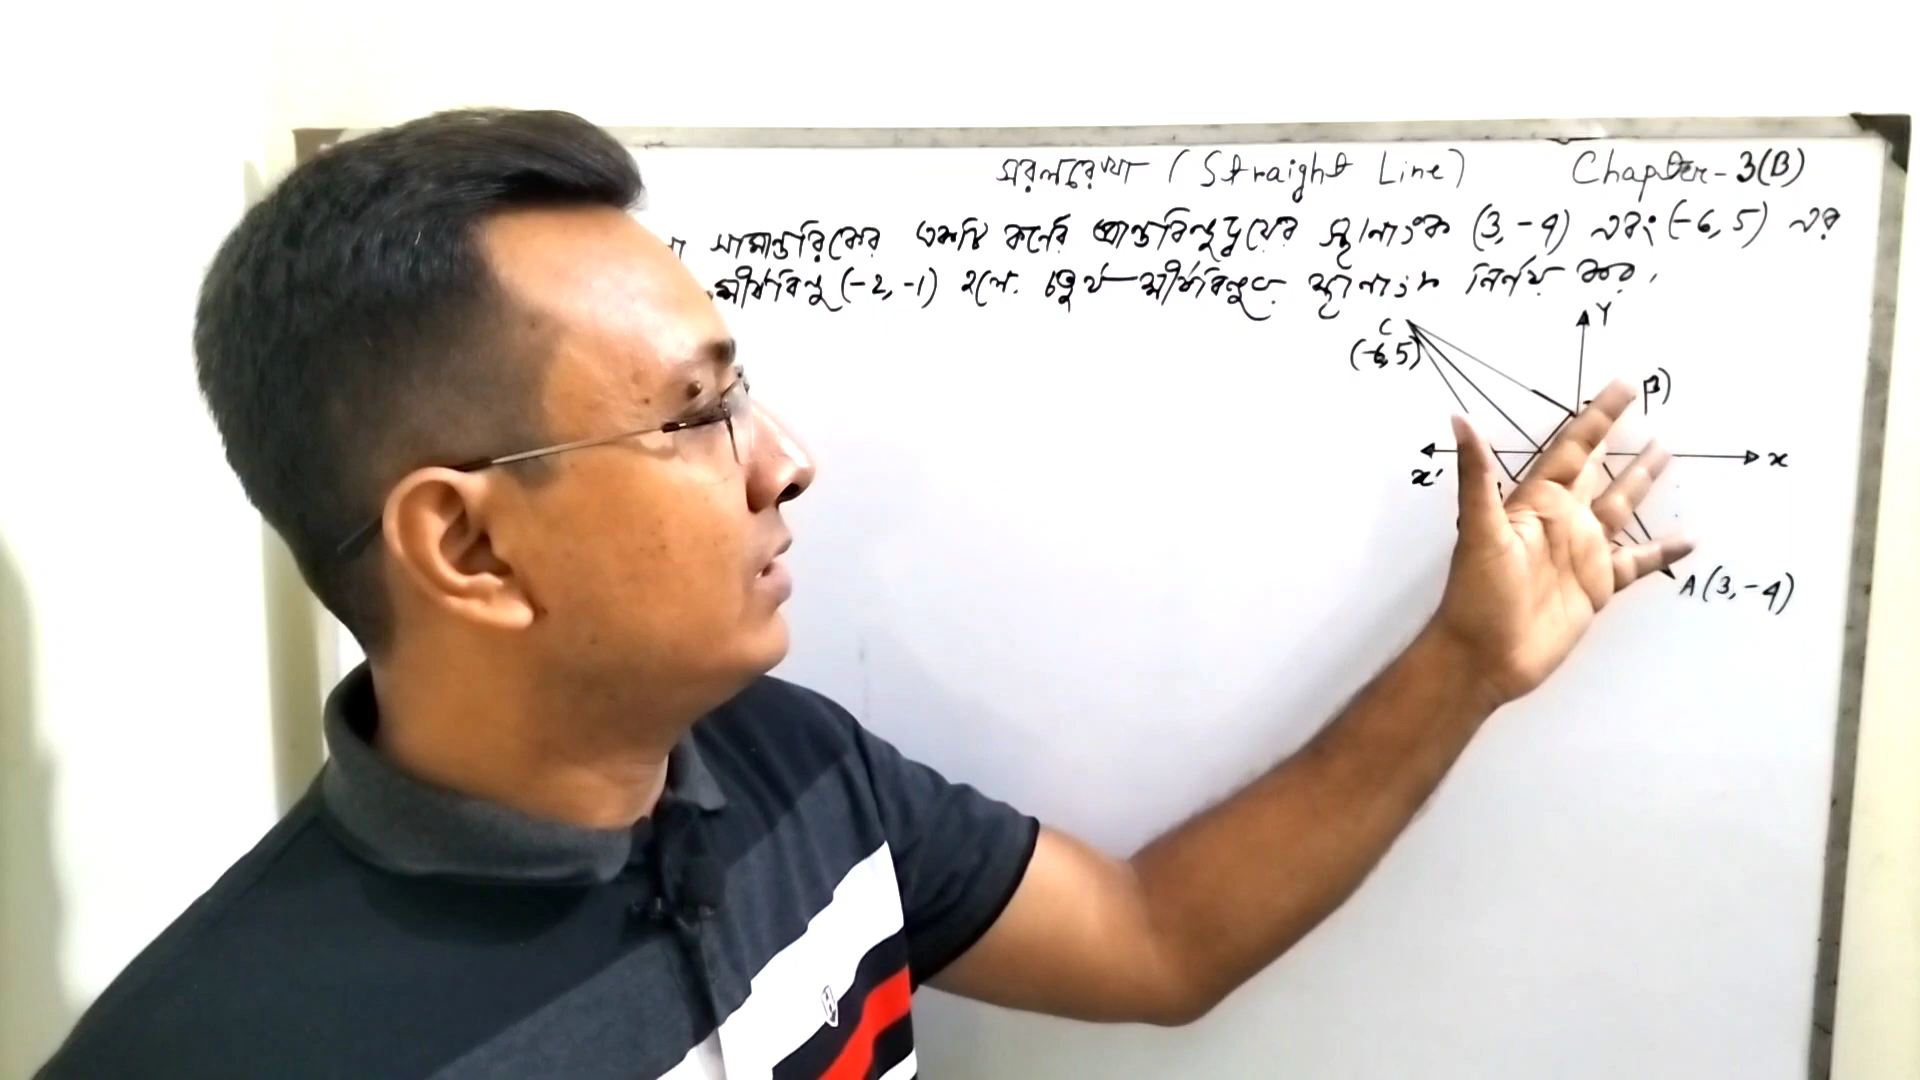 সরলরেখা (Straight Line) Chapter-3(B)
সামান্তরিকের একটি কর্ণের প্রান্তবিন্দুদ্বয়ের স্থানাংক (3, -4) এবং (-6, 5) এর
শীর্ষবিন্দু (-2, -1) হলে চতুর্থ শীর্ষবিন্দুর স্থানাংক নির্ণয় কর,
Y
C
(-6, 5)
β)
x' x
A (3, -4)